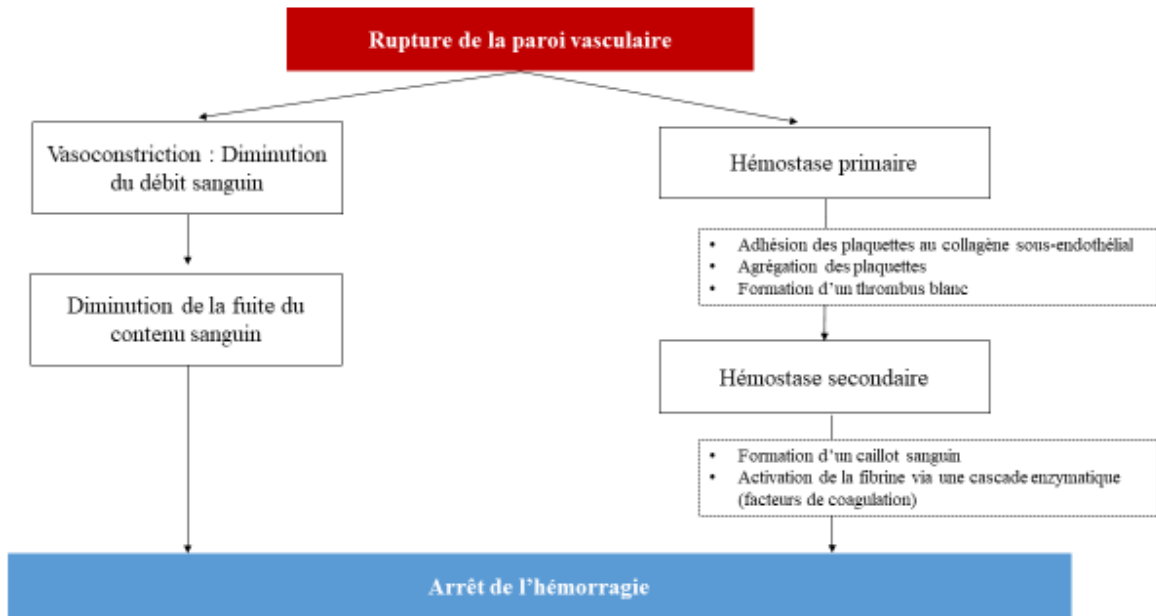 Rupture de la paroi vasculaire
Vasoconstriction : Diminution
du débit sanguin
Diminution de la fuite du
contenu sanguin
Hémostase primaire
• Adhésion des plaquettes au collagène sous-endothélial
• Agrégation des plaquettes
• Formation d’un thrombus blanc
Hémostase secondaire
• Formation d’un caillot sanguin
• Activation de la fibrine via une cascade enzymatique
(facteurs de coagulation)
Arrêt de l’hémorragie